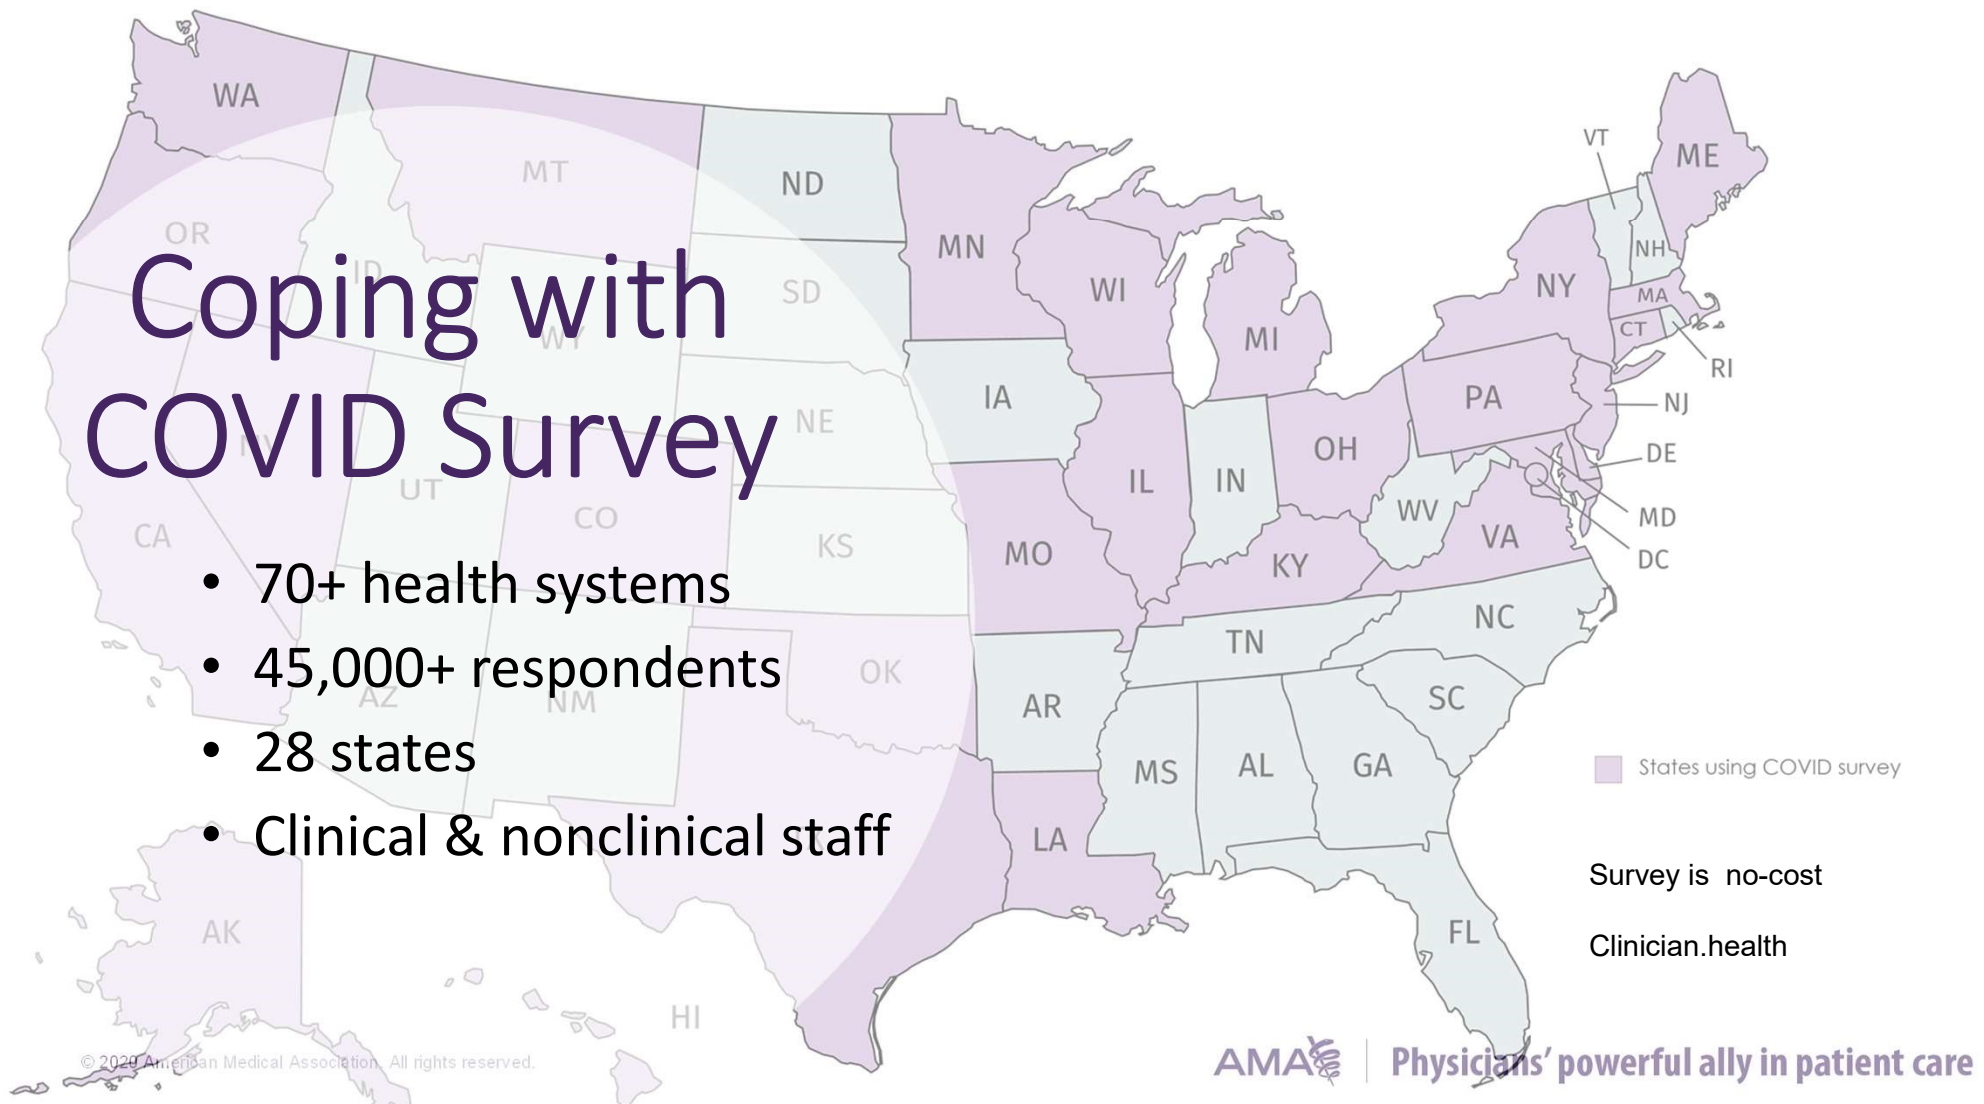 Coping with
COVID Survey
• 70+ health systems
• 45,000+ respondents
• 28 states
• Clinical & nonclinical staff
WA
OR
CA
ID
NV
MT
WY
UT
CO
AZ
NM
ND
SD
NE
KS
OK
MN
IA
MO
AR
LA
WI
IL
MI
IN
OH
KY
TN
MS
AL
GA
FL
SC
NC
VA
WV
PA
NY
VT
NH
ME
MA
CT
RI
NJ
DE
MD
DC
AK
HI
States using COVID survey
Survey is  no-cost
Clinician.health
© 2020 American Medical Association. All rights reserved.
AMA
Physicians' powerful ally in patient care